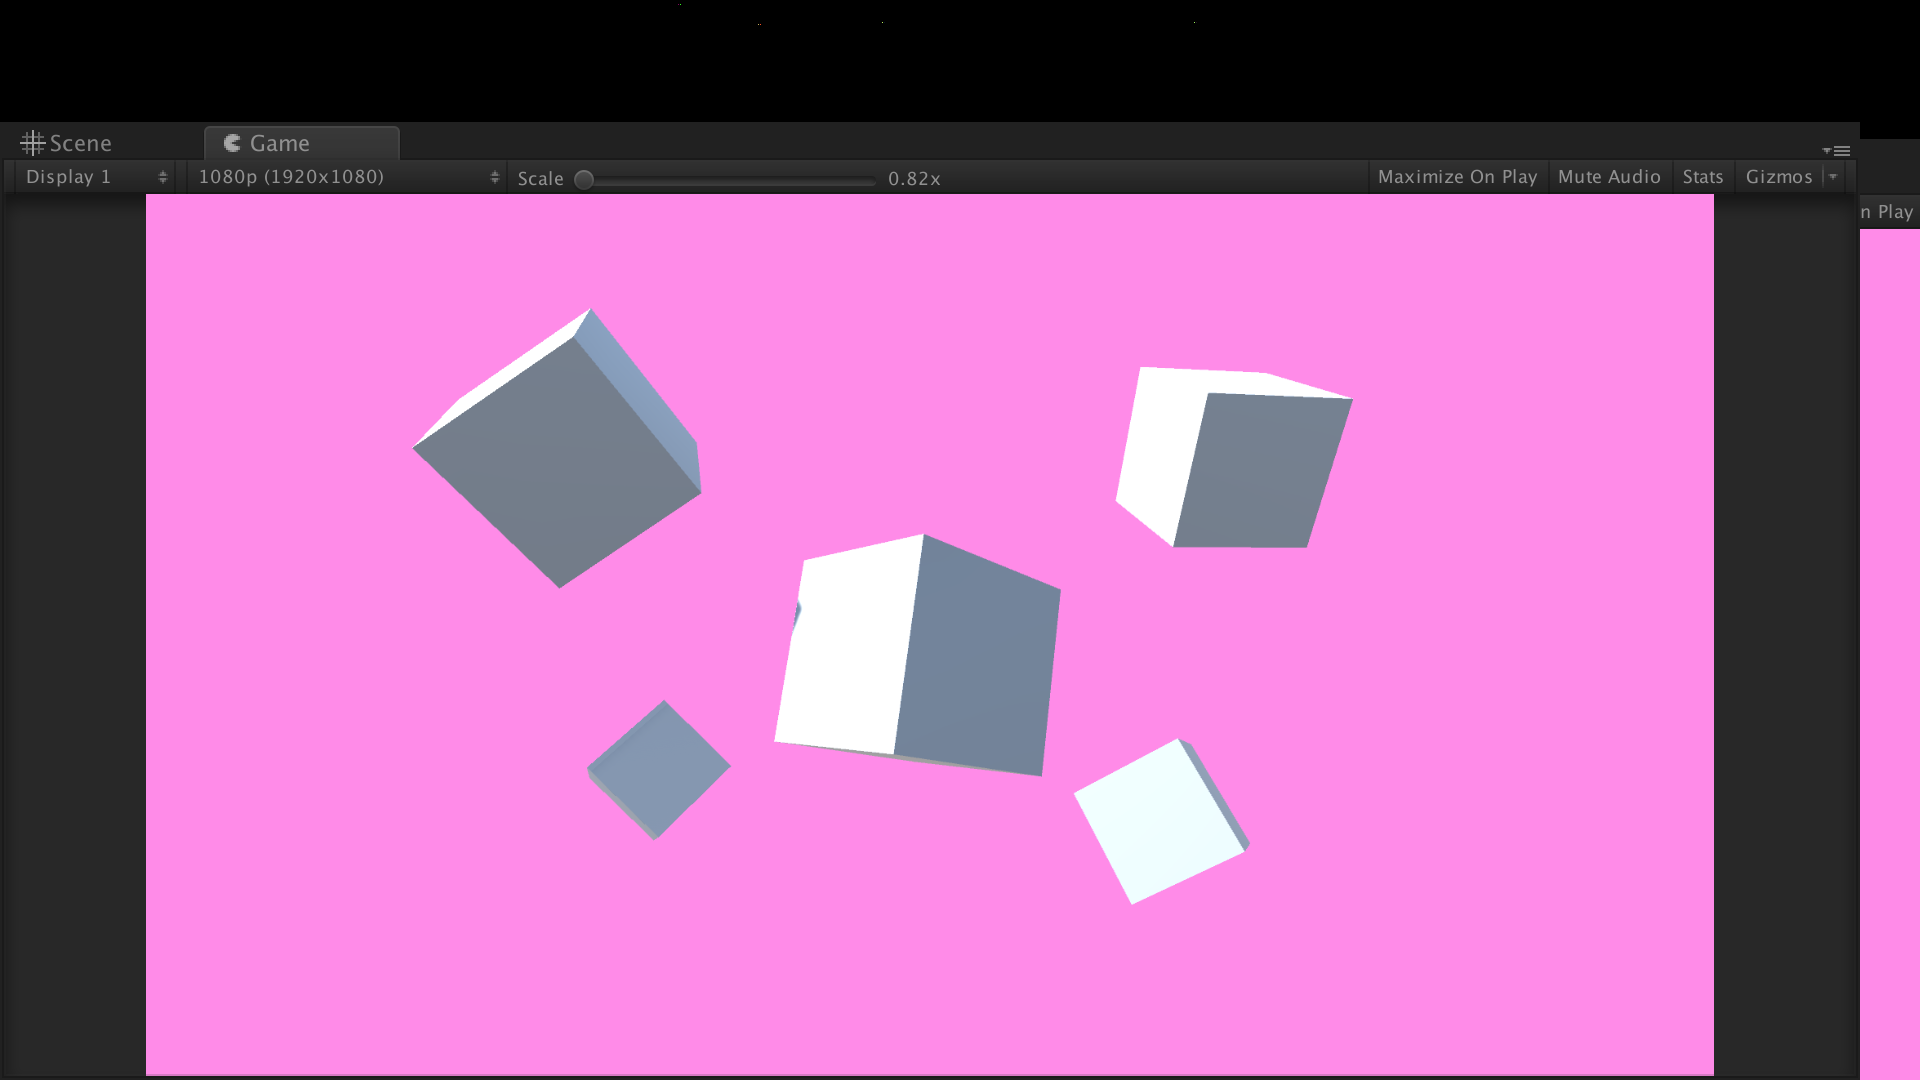 Scene
Game
Display 1
1080p (1920x1080)
Scale
0.82x
Maximize On Play
Mute Audio
Stats
Gizmos
n Play